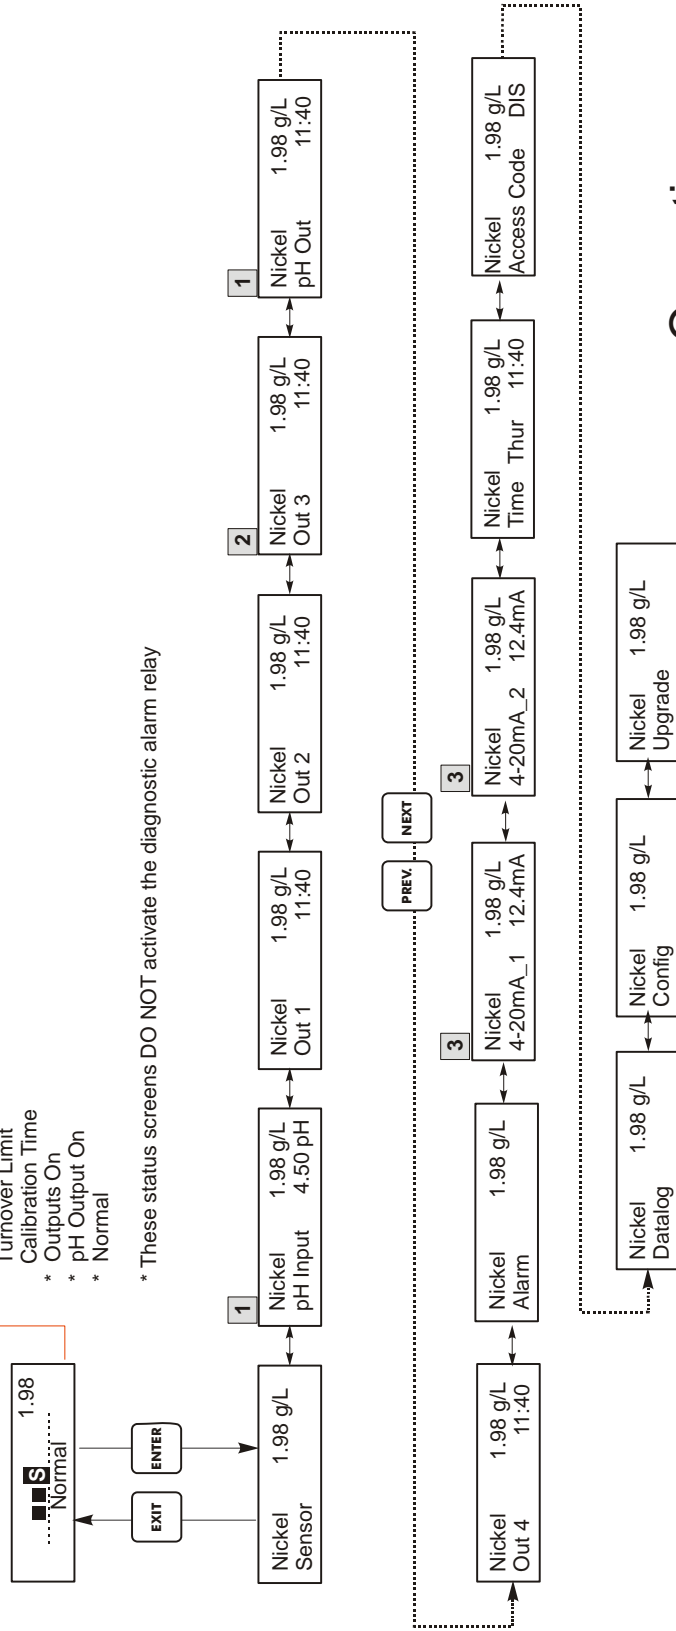 Turnover Limit
Calibration Time
* Outputs On
* pH Output On
* Normal
* These status screens DO NOT activate the diagnostic alarm relay
1.98
S
Normal
EXIT
ENTER
Nickel 1.98 g/L
Sensor
1
Nickel 1.98 g/L
pH Input 4.50 pH
Nickel 1.98 g/L
Out 1 11:40
Nickel 1.98 g/L
Out 2 11:40
2
Nickel 1.98 g/L
Out 3 11:40
1
Nickel 1.98 g/L
pH Out 11:40
PREV.
NEXT
Nickel 1.98 g/L
Out 4 11:40
Nickel 1.98 g/L
Alarm
3
Nickel 1.98 g/L
4-20mA_1 12.4mA
3
Nickel 1.98 g/L
4-20mA_2 12.4mA
Nickel 1.98 g/L
Time Thur 11:40
Nickel 1.98 g/L
Access Code DIS
Nickel 1.98 g/L
Datalog
Nickel 1.98 g/L
Config
Nickel 1.98 g/L
Upgrade